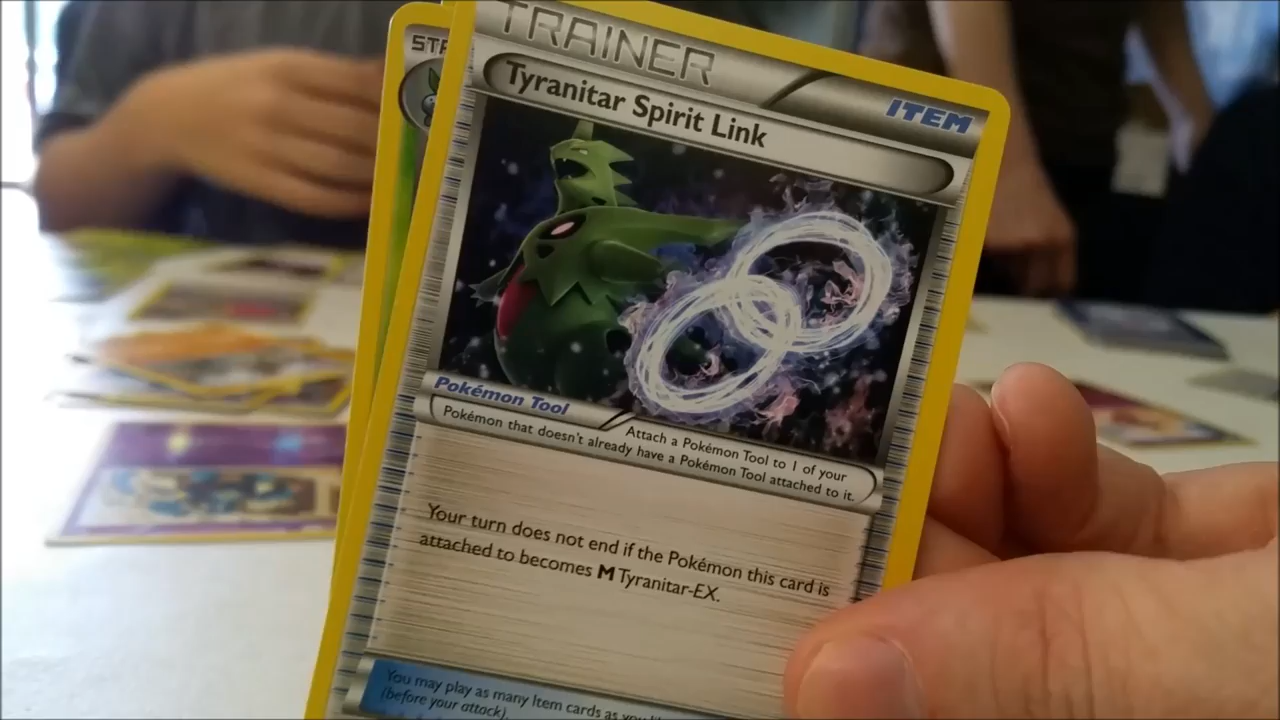 TRAINER
Tyranitar Spirit Link
ITEM
Pokémon Tool
Attach a Pokémon Tool to 1 of your
Pokémon that doesn't already have a Pokémon Tool attached to it.
Your turn does not end if the Pokémon this card is
attached to becomes M Tyranitar-EX.
You may play as many Item cards as you
(before your attack).